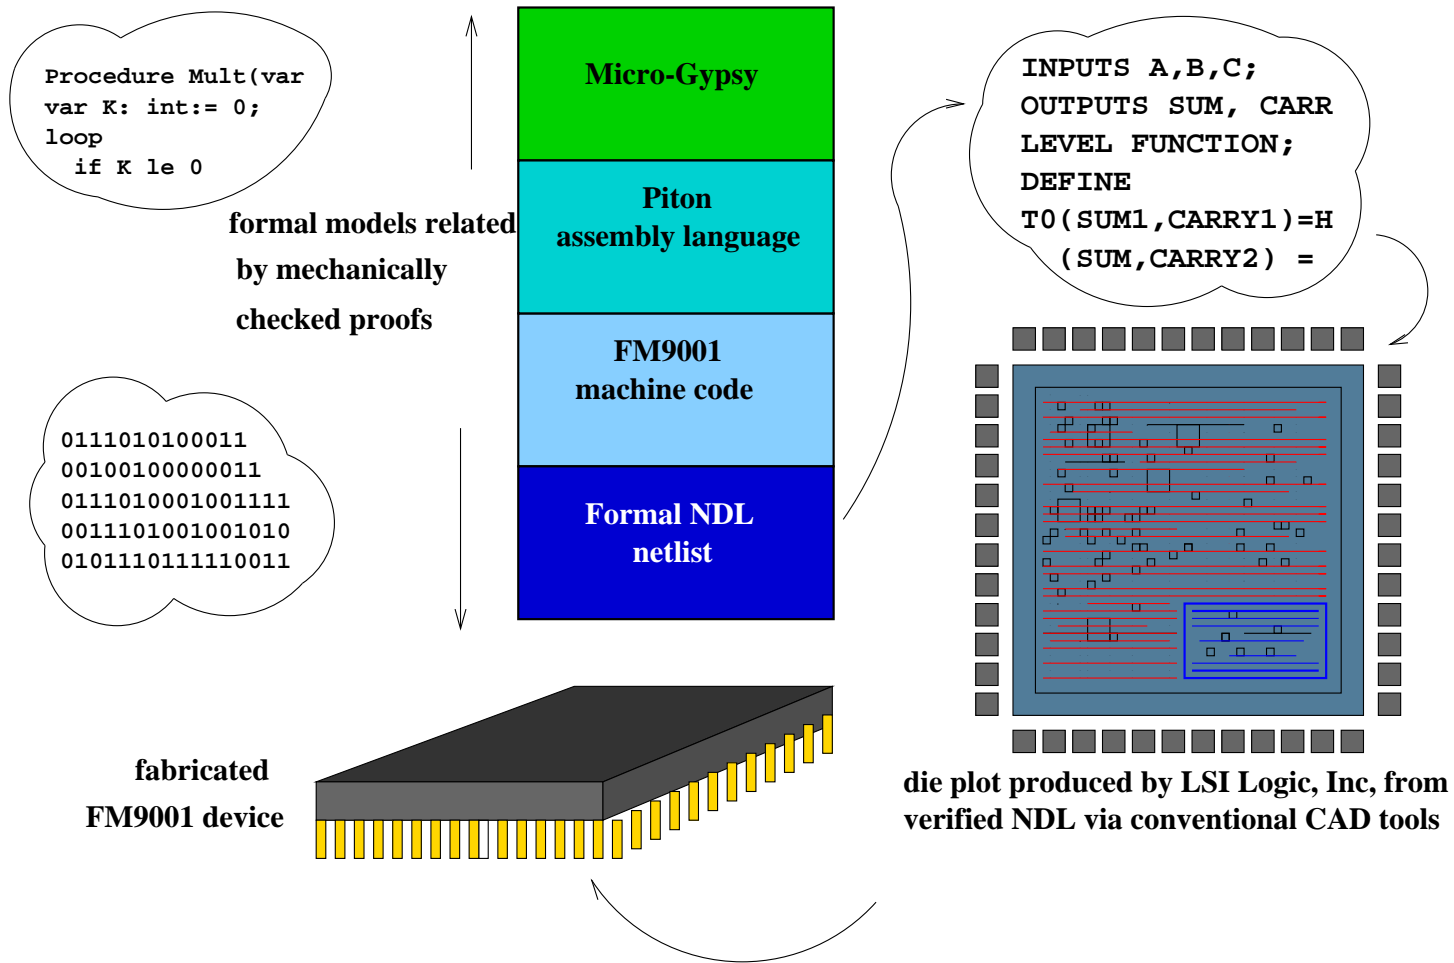 Procedure Mult(var
var K: int:= 0;
loop
if K le 0
formal models related
by mechanically
checked proofs
0111010100011
00100100000011
0111010001001111
0011101001001010
0101110111110011
Micro-Gypsy
Piton
assembly language
FM9001
machine code
Formal NDL
netlist
INPUTS A,B,C;
OUTPUTS SUM, CARR
LEVEL FUNCTION;
DEFINE
T0(SUM1,CARRY1)=H
(SUM,CARRY2) =
die plot produced by LSI Logic, Inc, from
verified NDL via conventional CAD tools
fabricated
FM9001 device